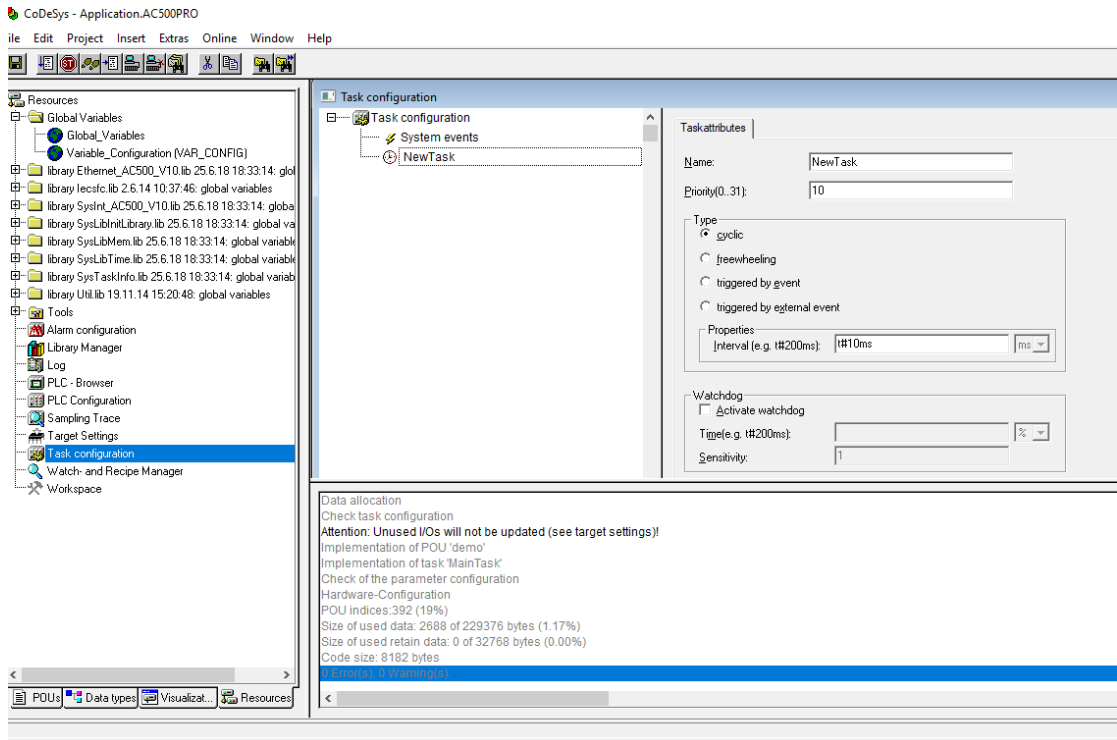 CoDeSys - Application.AC500PRO
ile Edit Project Insert Extras Online Window Help
Resources
Global Variables
Global_Variables
Variable_Configuration (VAR_CONFIG)
library Ethernet_AC500_V10.lib 25.6.18 18:33:14: glol
library Iecsfc.lib 2.6.14 10:37:46: global variables
library SysInt_AC500_V10.lib 25.6.18 18:33:14: globa
library SysLibInitLibrary.lib 25.6.18 18:33:14: global va
library SysLibMem.lib 25.6.18 18:33:14: global variable
library SysLibTime.lib 25.6.18 18:33:14: global variable
library SysTaskInfo.lib 25.6.18 18:33:14: global variab
library Util.lib 19.11.14 15:20:48: global variables
Tools
Alarm configuration
Library Manager
Log
PLC - Browser
PLC Configuration
Sampling Trace
Target Settings
Task configuration
Watch- and Recipe Manager
Workspace
POUs Data types Visualizat... Resources
Task configuration
Task configuration
System events
NewTask
Taskattributes
Name: NewTask
Priority(0..31): 10
Type
cyclic
freewheeling
triggered by event
triggered by external event
Properties
Interval (e.g. t#200ms): t#10ms ms
Watchdog
Activate watchdog
Time(e.g. t#200ms): %
Sensitivity: 1
Data allocation
Check task configuration
Attention: Unused I/Os will not be updated (see target settings)!
Implementation of POU 'demo'
Implementation of task 'MainTask'
Check of the parameter configuration
Hardware-Configuration
POU indices:392 (19%)
Size of used data: 2688 of 229376 bytes (1.17%)
Size of used retain data: 0 of 32768 bytes (0.00%)
Code size: 8182 bytes
0 Error(s), 0 Warning(s).